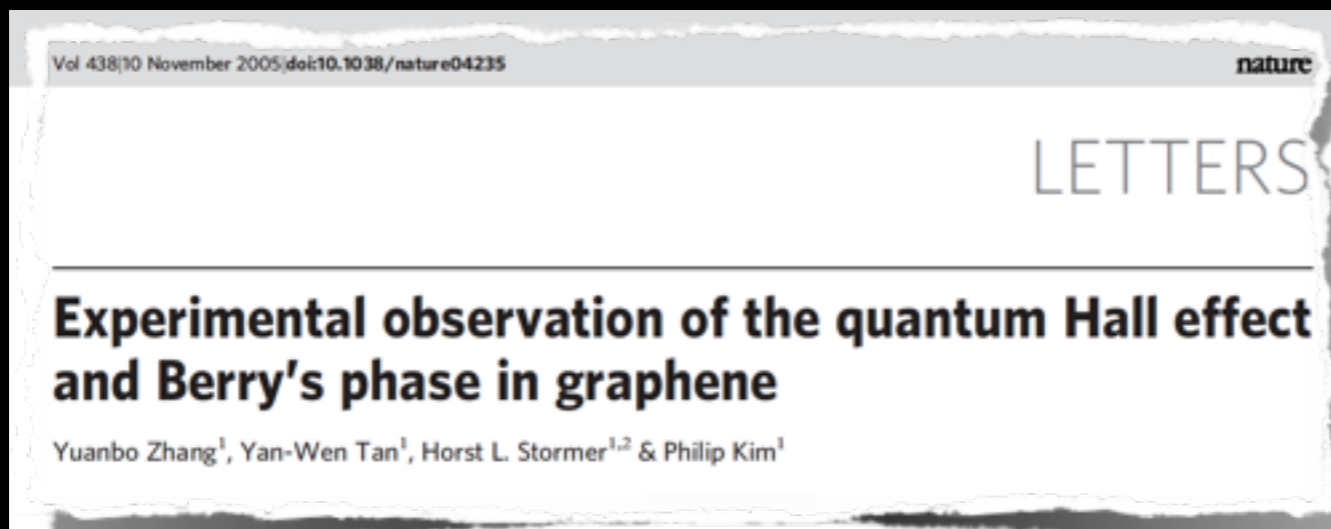 Vol 438|10 November 2005|doi:10.1038/nature04235
nature
LETTERS
Experimental observation of the quantum Hall effect
and Berry's phase in graphene
Yuanbo Zhang¹, Yan-Wen Tan¹, Horst L. Stormer¹,² & Philip Kim¹